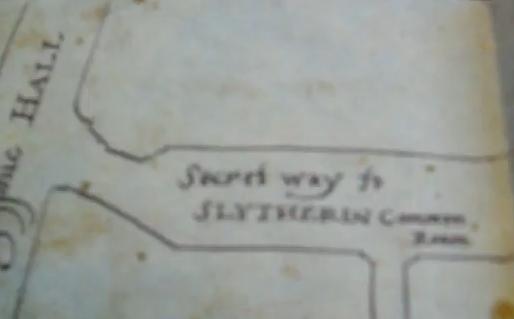 HALL
Secret way to
SLYTHERIN Common
Room